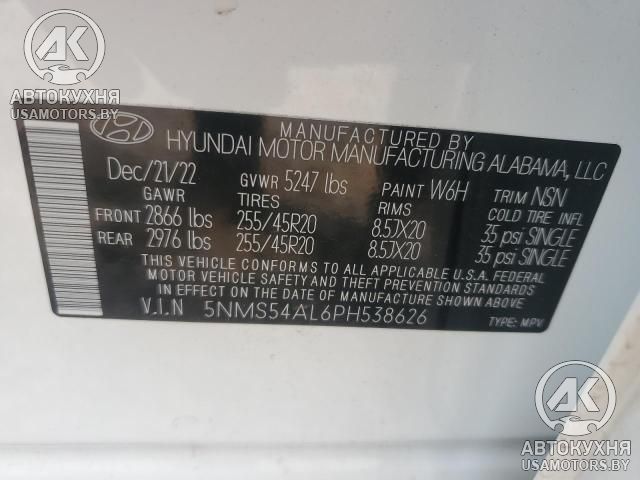 АВТОКУХНЯ
USAMOTORS.BY
MANUFACTURED BY
HYUNDAI MOTOR MANUFACTURING ALABAMA, LLC
Dec/21/22 GVWR 5247 lbs PAINT W6H TRIM NSN
GAWR TIRES RIMS COLD TIRE INFL
FRONT 2866 lbs 255/45R20 8.5JX20 35 psi SINGLE
REAR 2976 lbs 255/45R20 8.5JX20 35 psi SINGLE
THIS VEHICLE CONFORMS TO ALL APPLICABLE U.S.A. FEDERAL
MOTOR VEHICLE SAFETY AND THEFT PREVENTION STANDARDS
IN EFFECT ON THE DATE OF MANUFACTURE SHOWN ABOVE
V.I.N 5NMS54AL6PH538626 TYPE: MPV
AK
АВТОКУХНЯ
USAMOTORS.BY